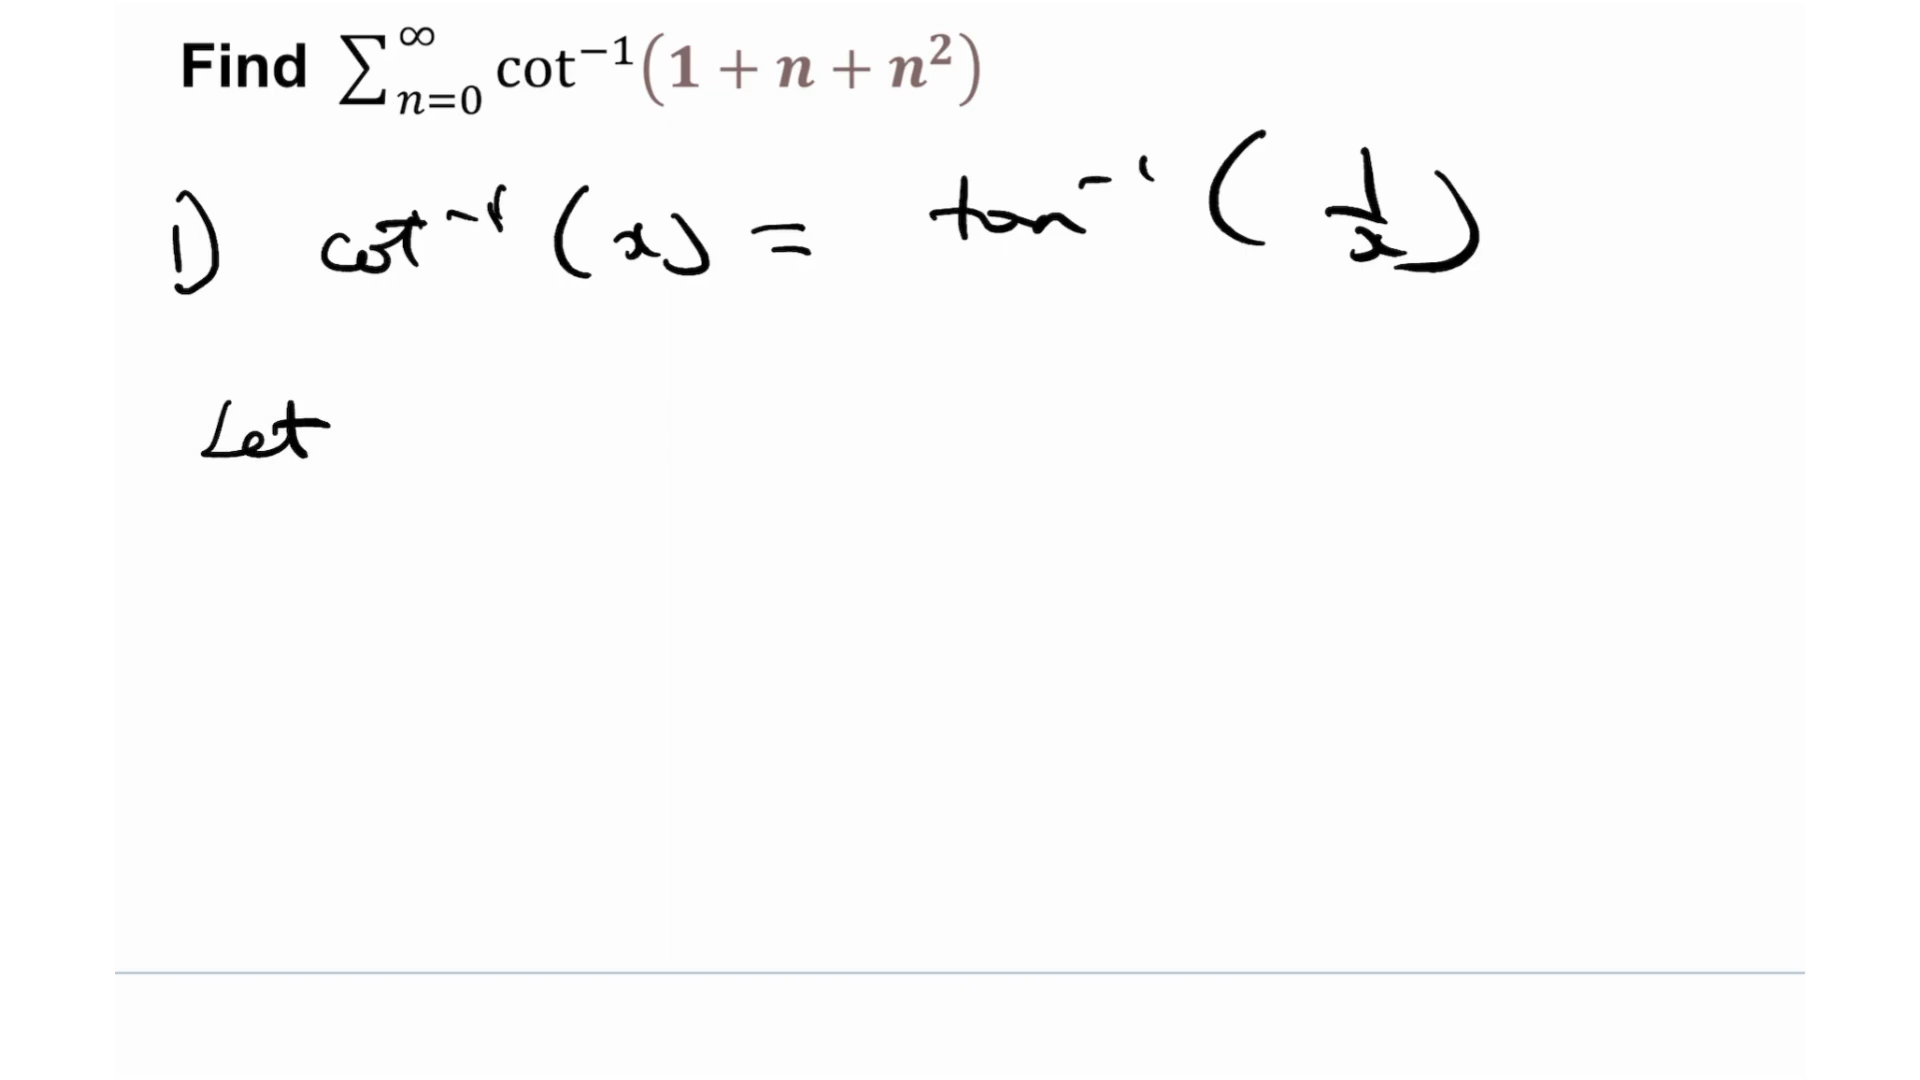 Find ∑_{n=0}^{∞} cot⁻¹(1 + n + n²)
1) cot⁻¹ (x) = tan⁻¹ (1/x)
Let